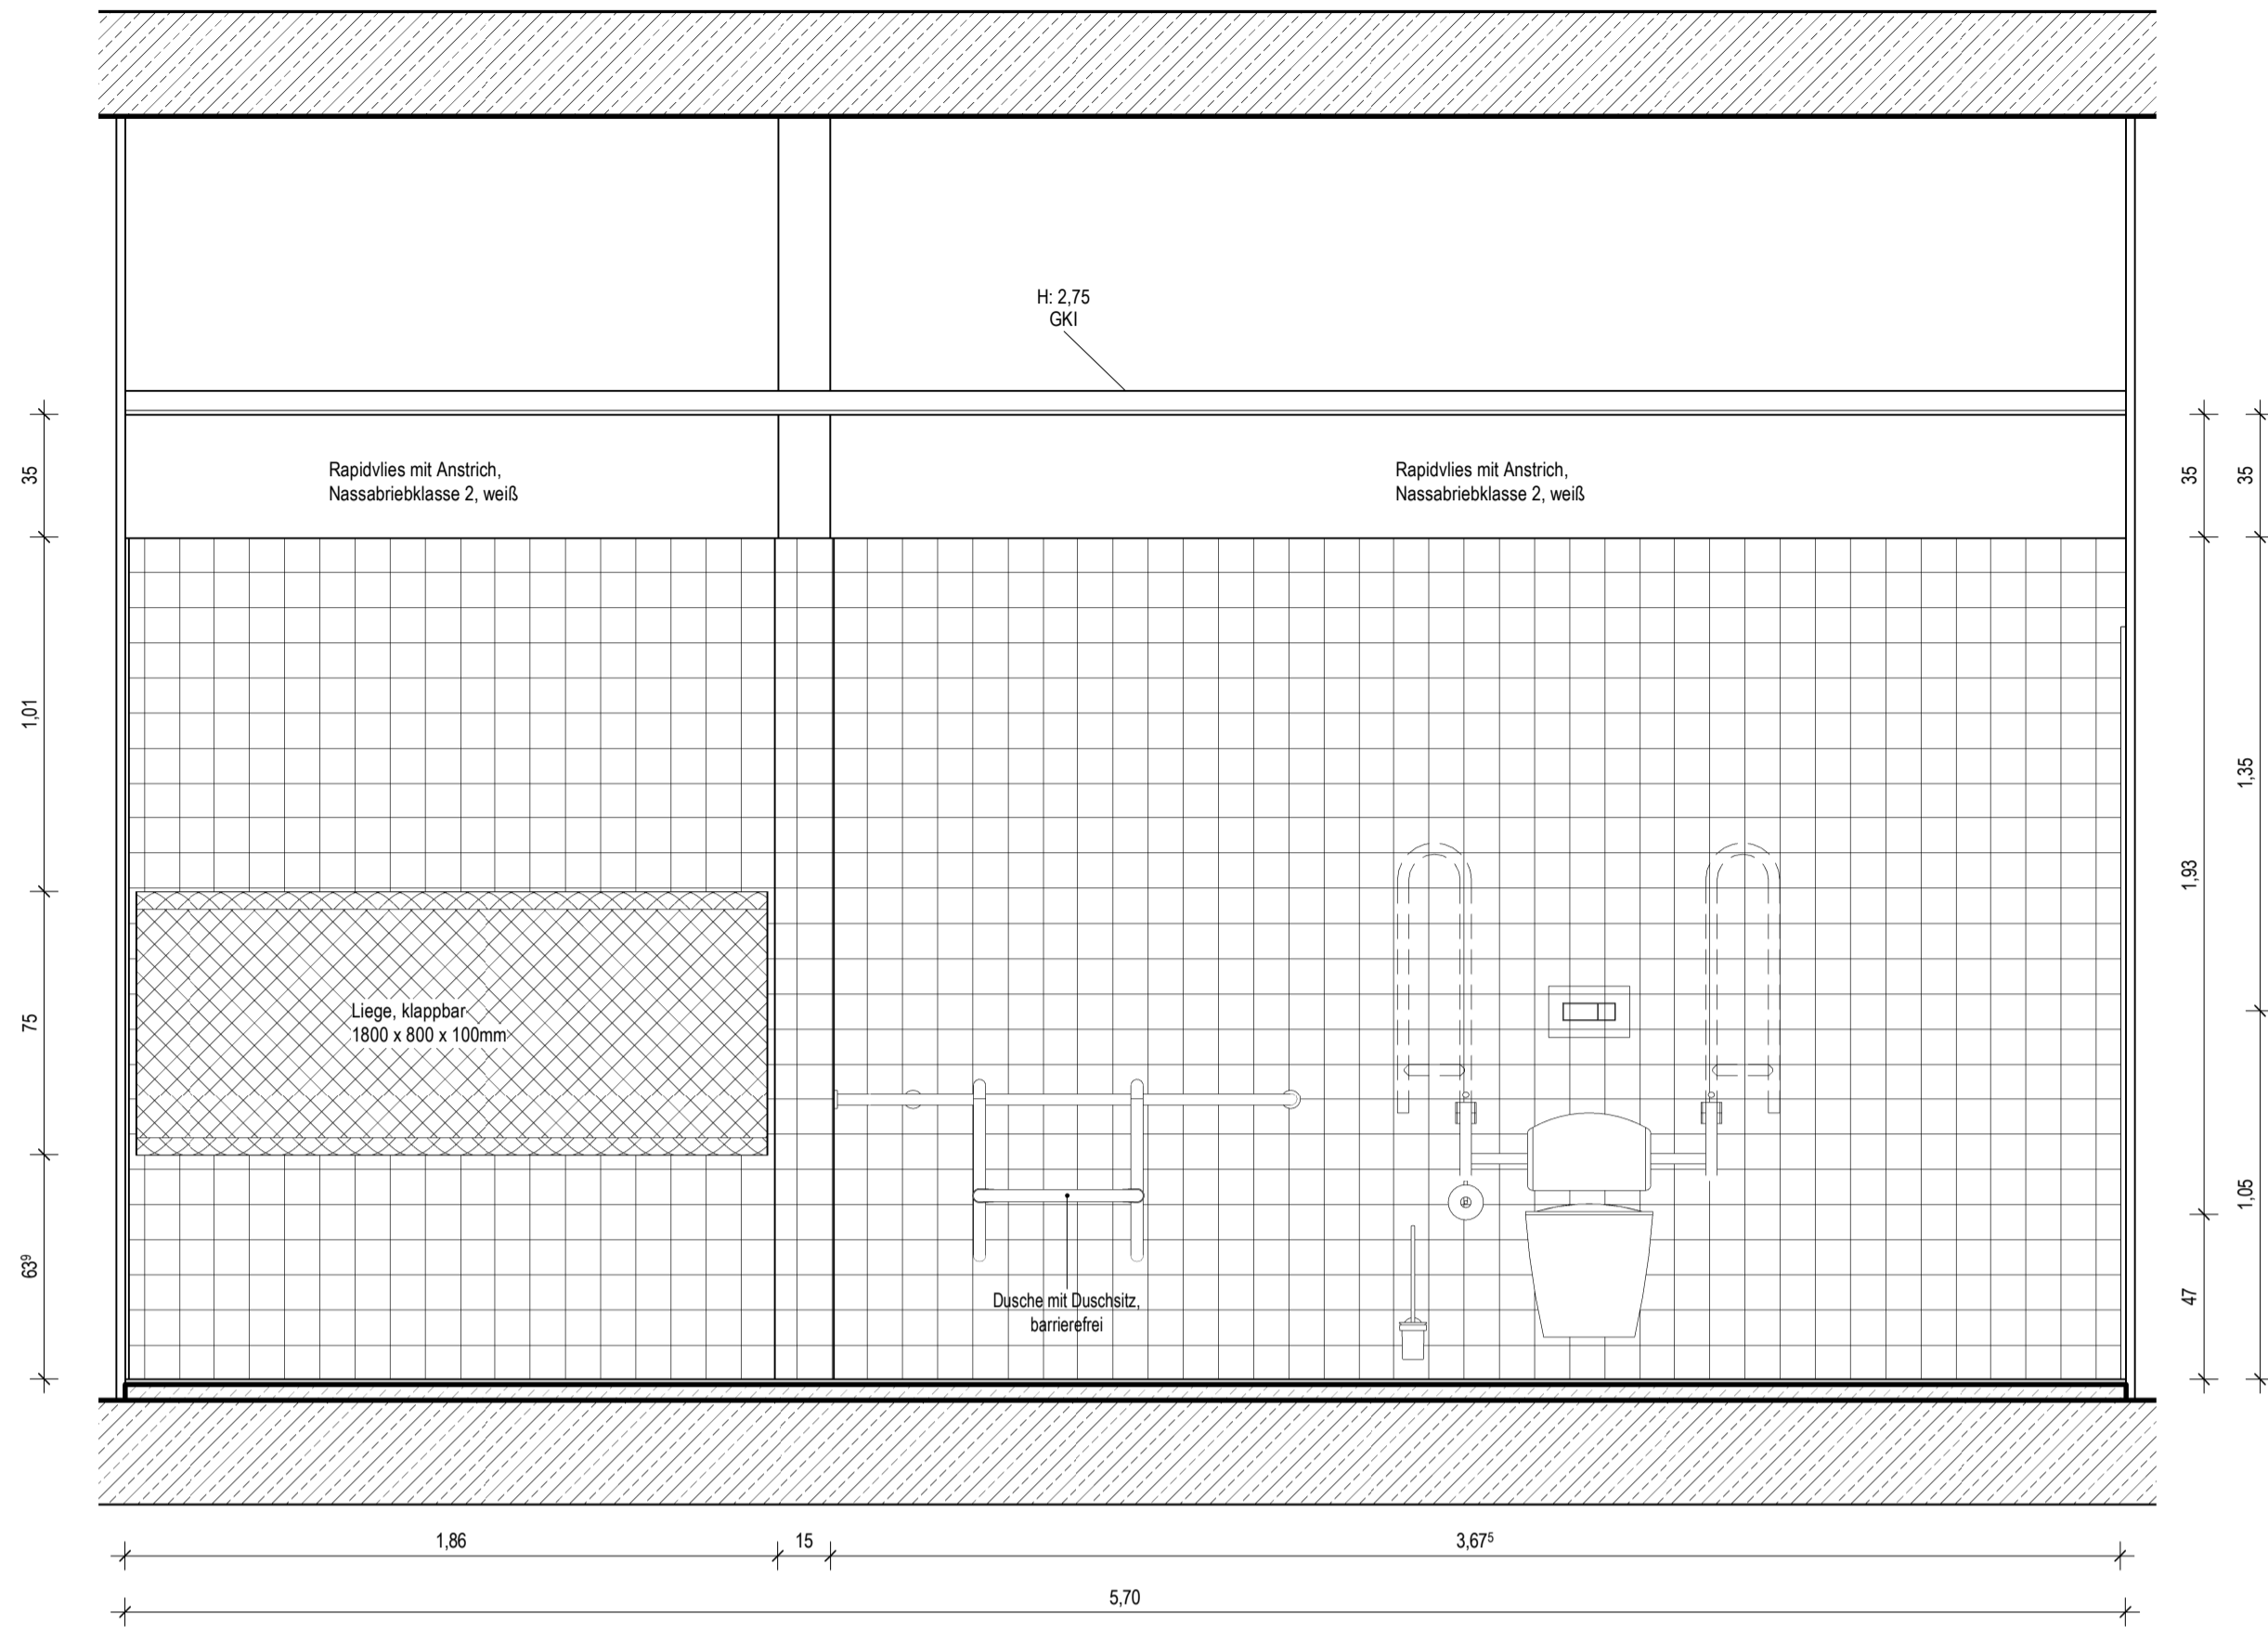 H: 2,75
GKI
Rapidvlies mit Anstrich,
Nassabriebklasse 2, weiß
Rapidvlies mit Anstrich,
Nassabriebklasse 2, weiß
35
1,01
75
63⁹
Liege, klappbar
1800 x 800 x 100mm
Dusche mit Duschsitz,
barrierefrei
35
1,93
47
35
1,35
1,05
1,86
15
3,67⁵
5,70